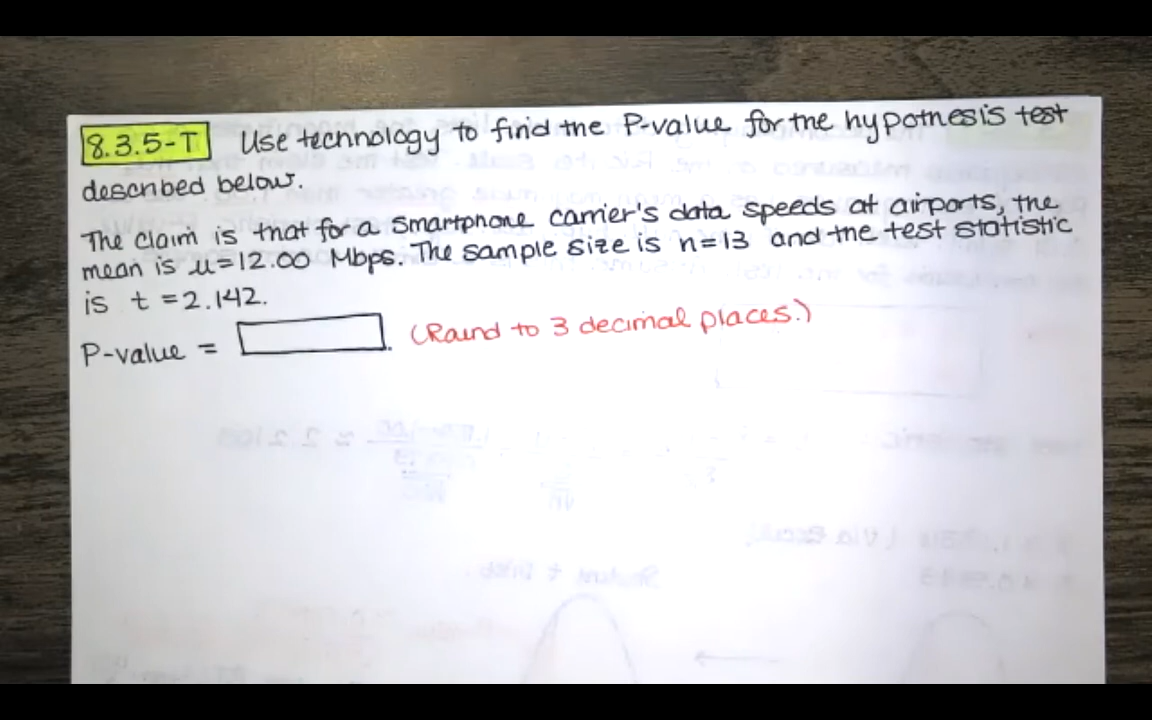 8.3.5-T Use technology to find the P-value for the hypothesis test
described below.
The claim is that for a smartphone carrier's data speeds at airports, the
mean is μ=12.00 Mbps. The sample size is n=13 and the test statistic
is t = 2.142.
P-value = . (Round to 3 decimal places.)